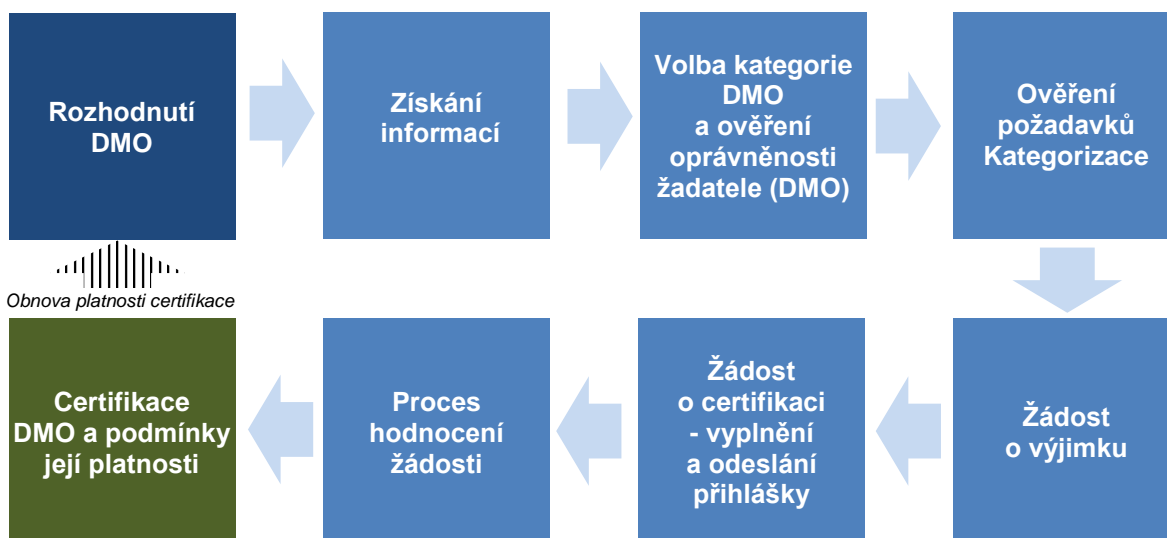 Rozhodnutí
DMO
Získání
informací
Volba kategorie
DMO
a ověření
oprávněnosti
žadatele (DMO)
Ověření
požadavků
Kategorizace
Obnova platnosti certifikace
Certifikace
DMO a podmínky
její platnosti
Proces
hodnocení
žádosti
Žádost
o certifikaci
- vyplnění
a odeslání
přihlášky
Žádost
o výjimku